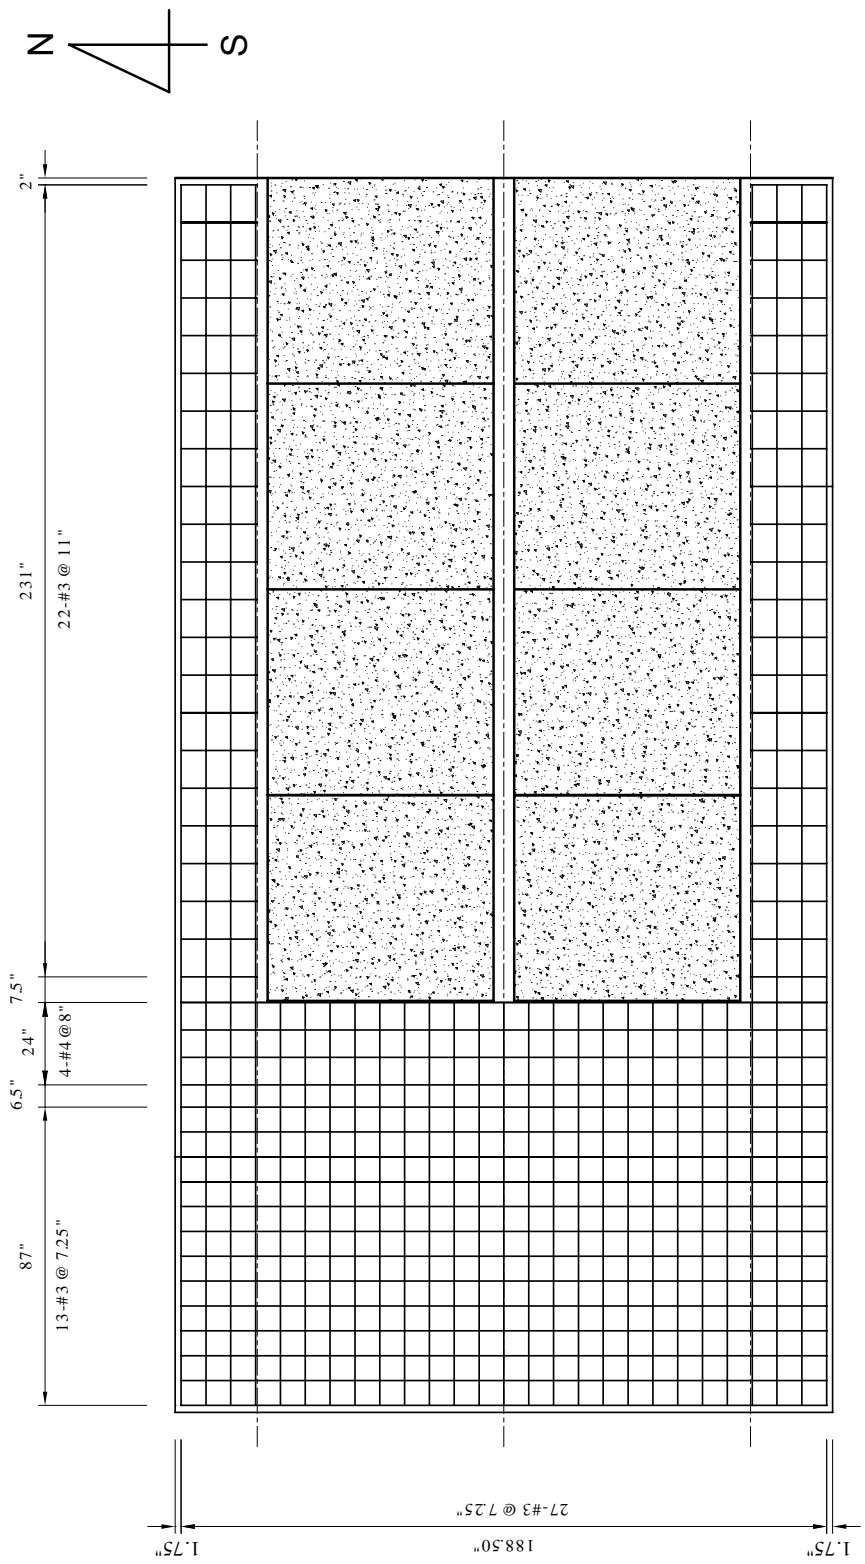 N
S
2"
231"
22-#3 @ 11"
7.5"
24"
4-#4 @ 8"
6.5"
87"
13-#3 @ 7.25"
1.75"
27-#3 @ 7.25"
188.50"
1.75"